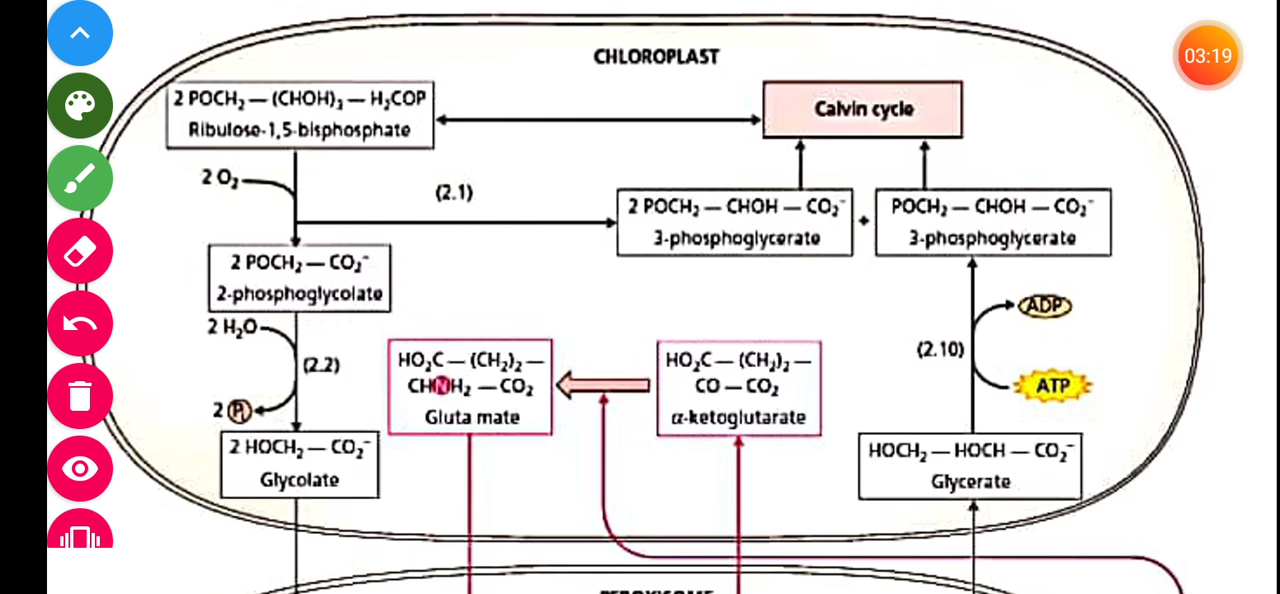 03:19
CHLOROPLAST
2 POCH₂ — (CHOH)₃ — H₂COP
Ribulose-1,5-bisphosphate
Calvin cycle
2 O₂
(2.1)
2 POCH₂ — CHOH — CO₂⁻
3-phosphoglycerate
+
POCH₂ — CHOH — CO₂⁻
3-phosphoglycerate
2 POCH₂ — CO₂⁻
2-phosphoglycolate
ADP
2 H₂O
(2.2)
(2.10)
HO₂C — (CH₂)₂ —
CHNH₂ — CO₂
Gluta mate
HO₂C — (CH₂)₂ —
CO — CO₂
α-ketoglutarate
ATP
2 Pᵢ
2 HOCH₂ — CO₂⁻
Glycolate
HOCH₂ — HOCH — CO₂⁻
Glycerate
PEROXISOME